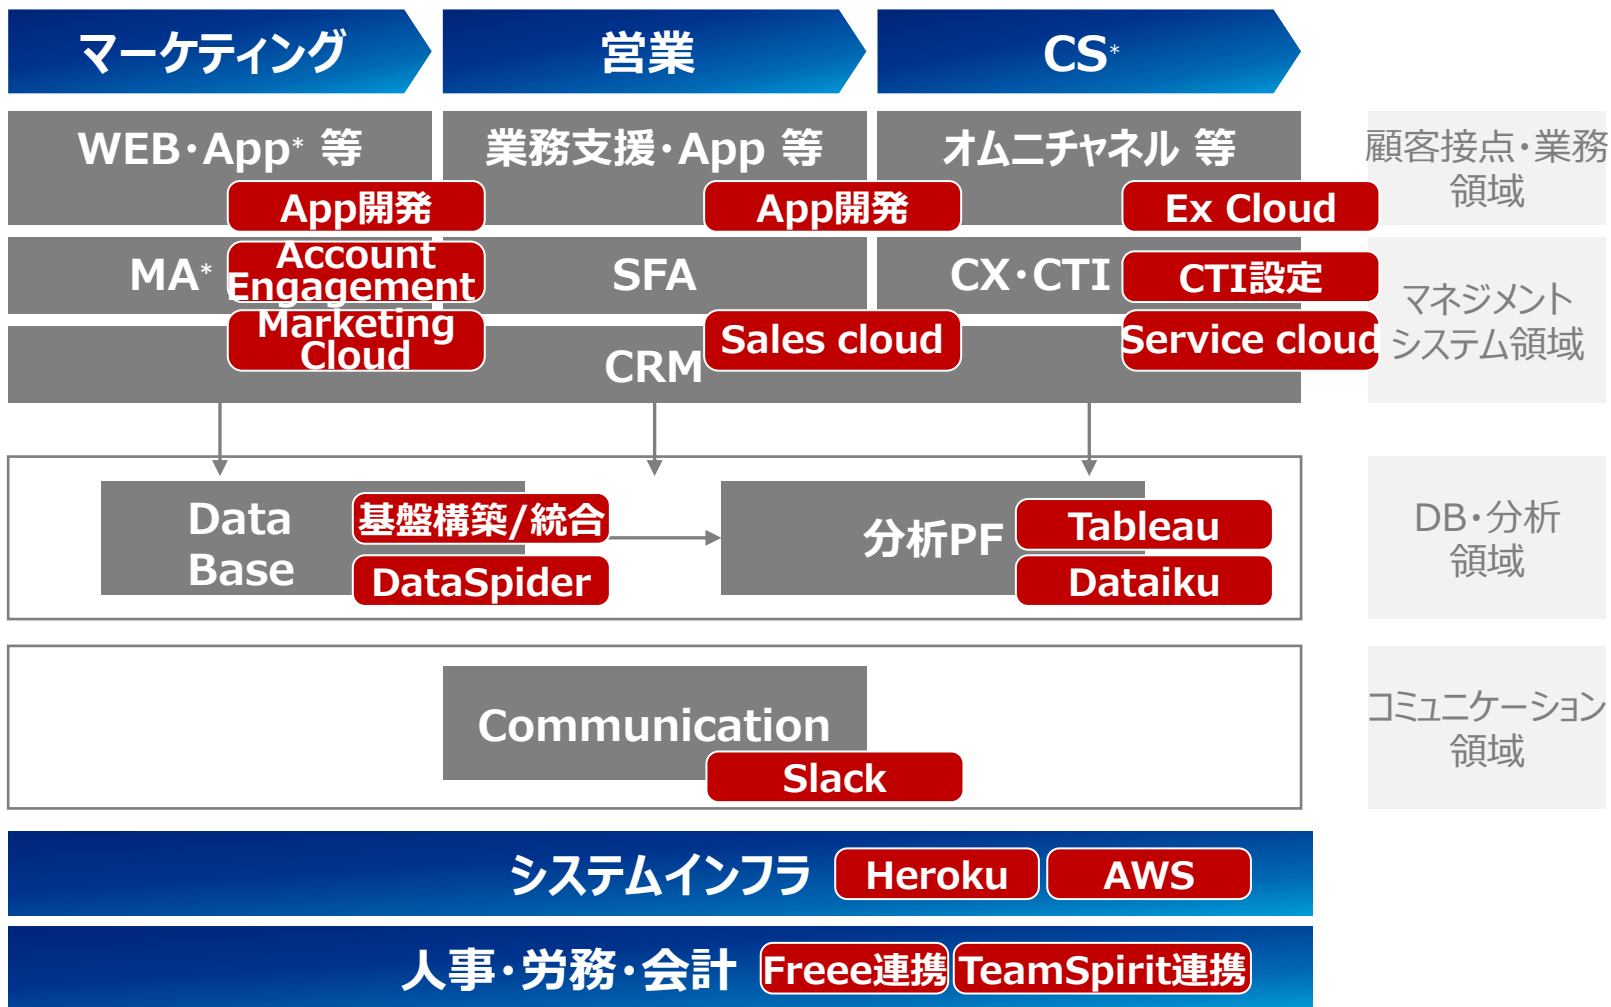 マーケティング
営業
CS*
WEB・App* 等
業務支援・App 等
オムニチャネル 等
顧客接点・業務
領域
App開発
App開発
Ex Cloud
MA*
Account
Engagement
SFA
CX・CTI
CTI設定
マネジメント
システム領域
Marketing
Cloud
CRM
Sales cloud
Service cloud
Data
Base
基盤構築/統合
DataSpider
分析PF
Tableau
Dataiku
DB・分析
領域
Communication
Slack
コミュニケーション
領域
システムインフラ
Heroku
AWS
人事・労務・会計
Freee連携
TeamSpirit連携